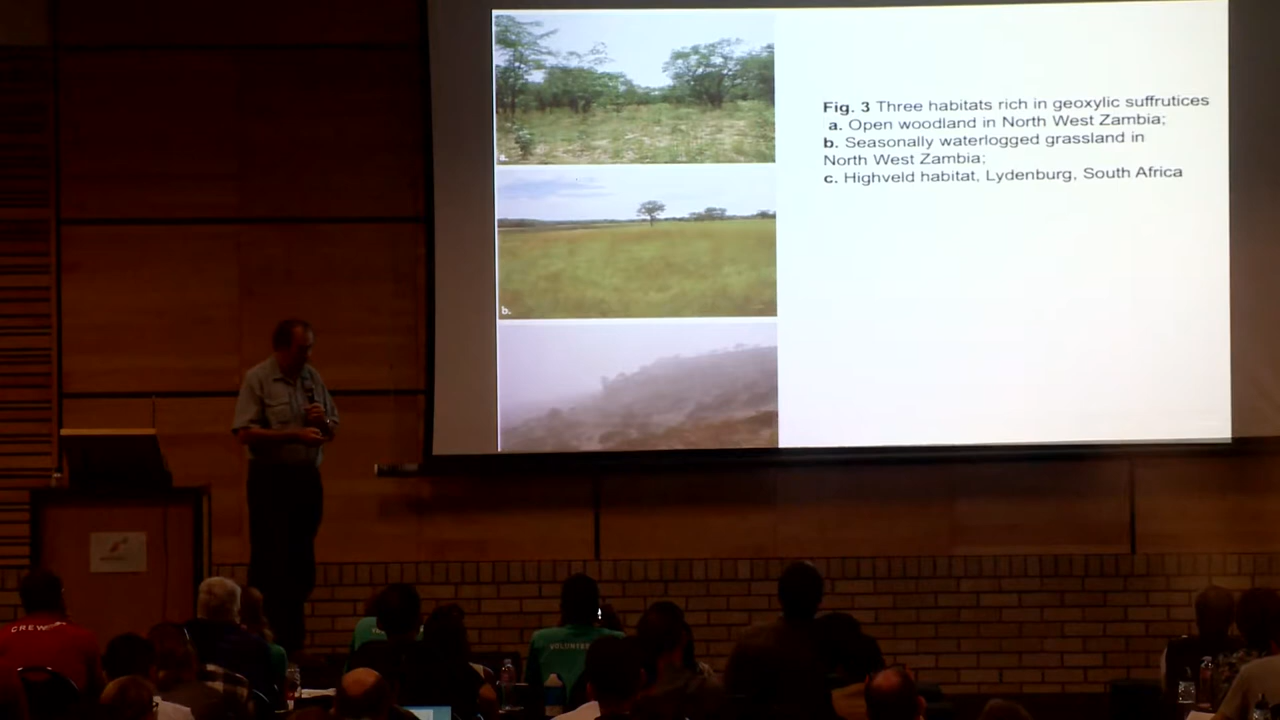 Fig. 3 Three habitats rich in geoxylic suffrutices
a. Open woodland in North West Zambia;
b. Seasonally waterlogged grassland in
North West Zambia;
c. Highveld habitat, Lydenburg, South Africa
a.
b.
CREW